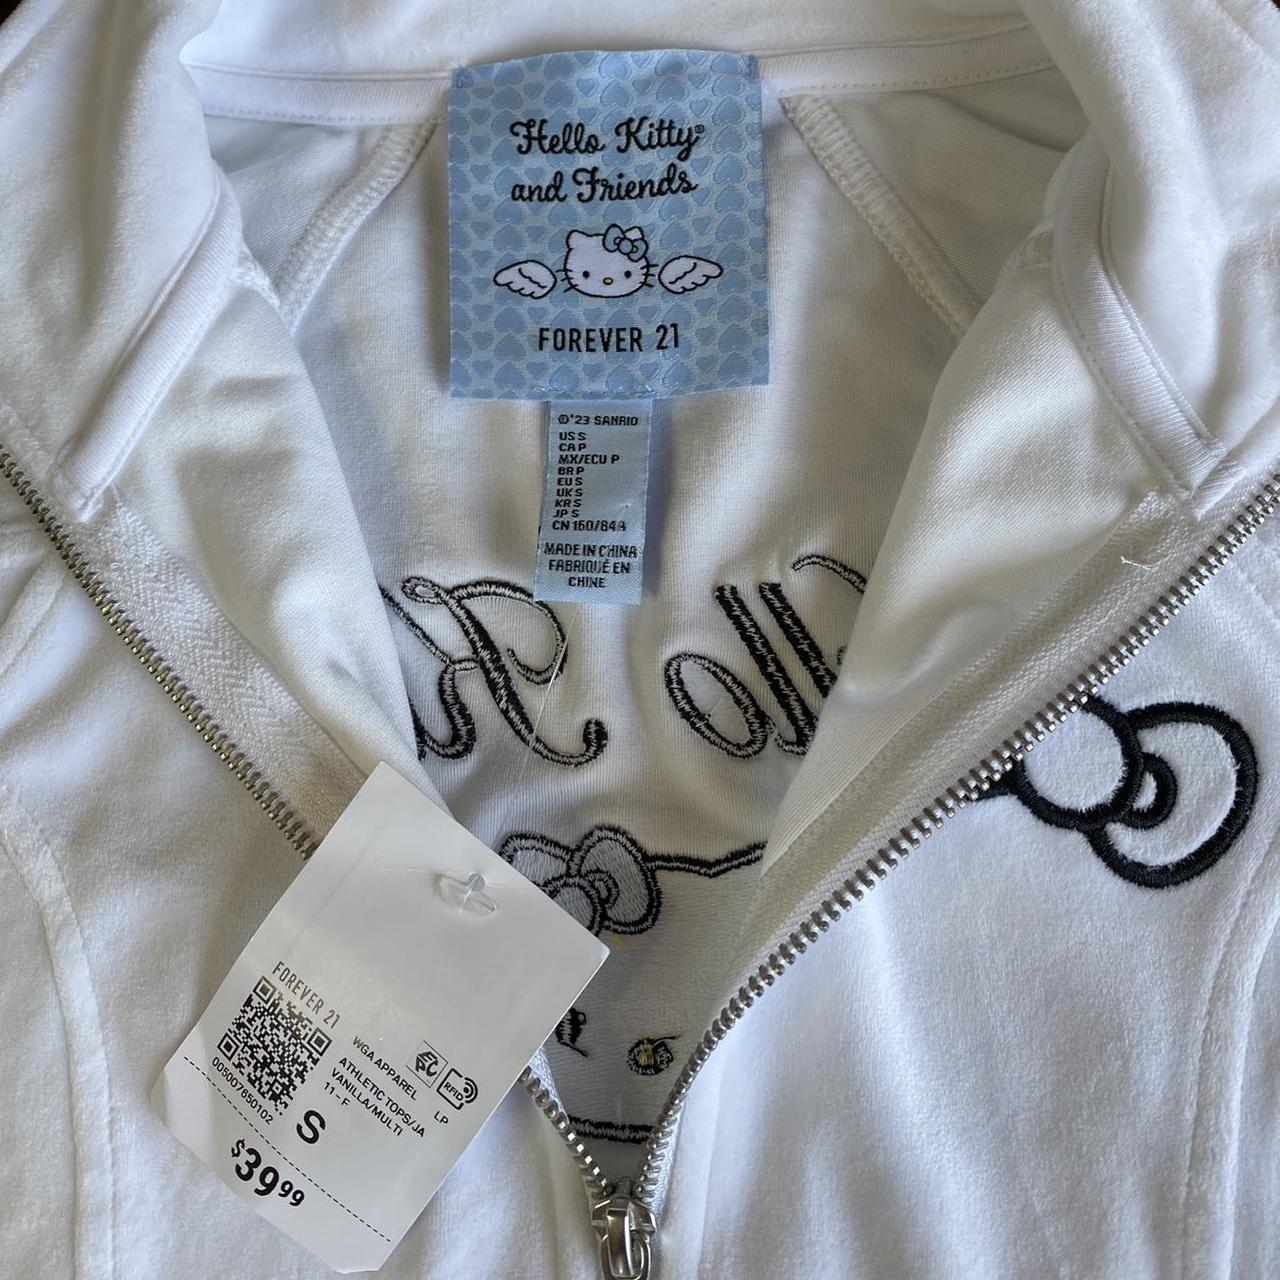 Hello Kitty®
and Friends
FOREVER 21
©'23 SANRIO
US S
CA P
MX/ECU P
BR P
EU S
UK S
KR S
JP S
CN 160/84A
MADE IN CHINA
FABRIQUÉ EN
CHINE
FOREVER 21
WGA APPAREL
ATHLETIC TOPS/JA
VANILLA/MULTI
11-F
LP
RFID
005007650102
S
$39.99